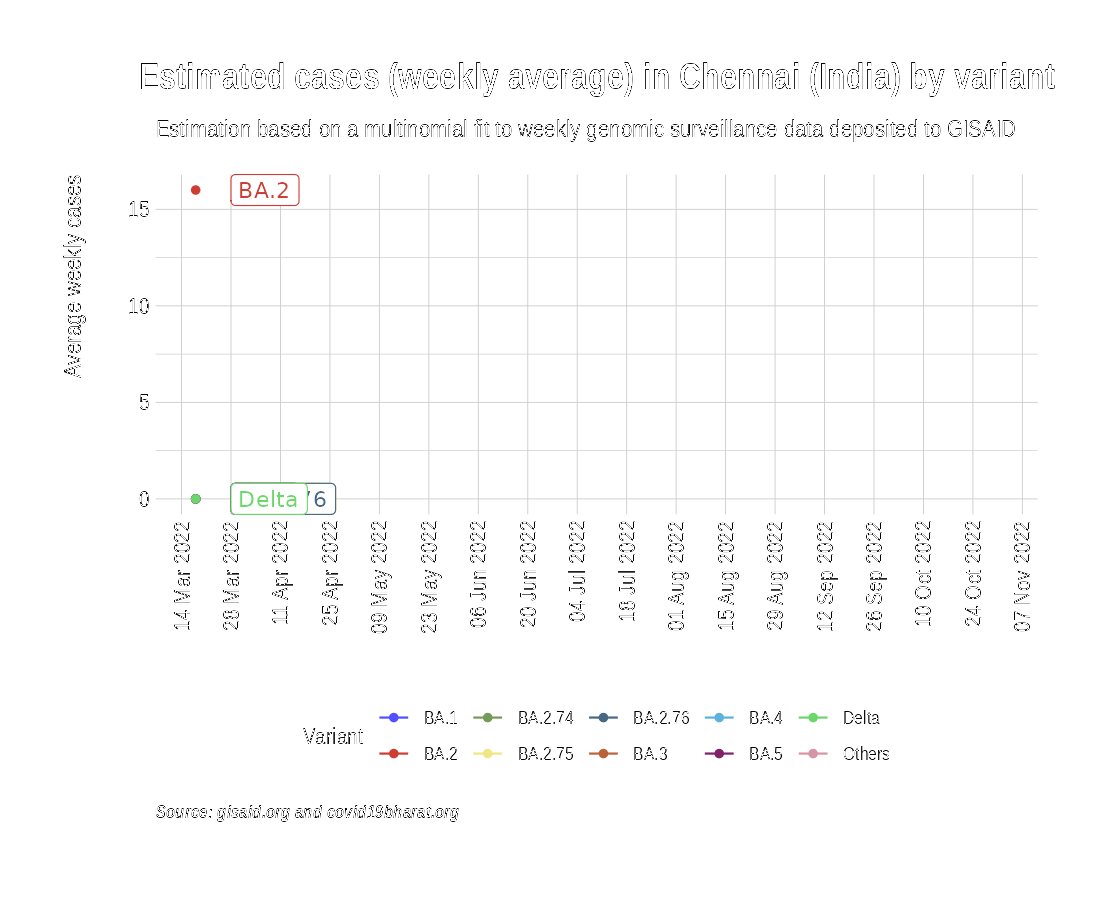 Estimated cases (weekly average) in Chennai (India) by variant
Estimation based on a multinomial fit to weekly genomic surveillance data deposited to GISAID
Average weekly cases
15
10
5
0
BA.2
Delta
76
14 Mar 2022
28 Mar 2022
11 Apr 2022
25 Apr 2022
09 May 2022
23 May 2022
06 Jun 2022
20 Jun 2022
04 Jul 2022
18 Jul 2022
01 Aug 2022
15 Aug 2022
29 Aug 2022
12 Sep 2022
26 Sep 2022
10 Oct 2022
24 Oct 2022
07 Nov 2022
Variant
BA.1 BA.2.74 BA.2.76 BA.4 Delta
BA.2 BA.2.75 BA.3 BA.5 Others
Source: gisaid.org and covid19bharat.org